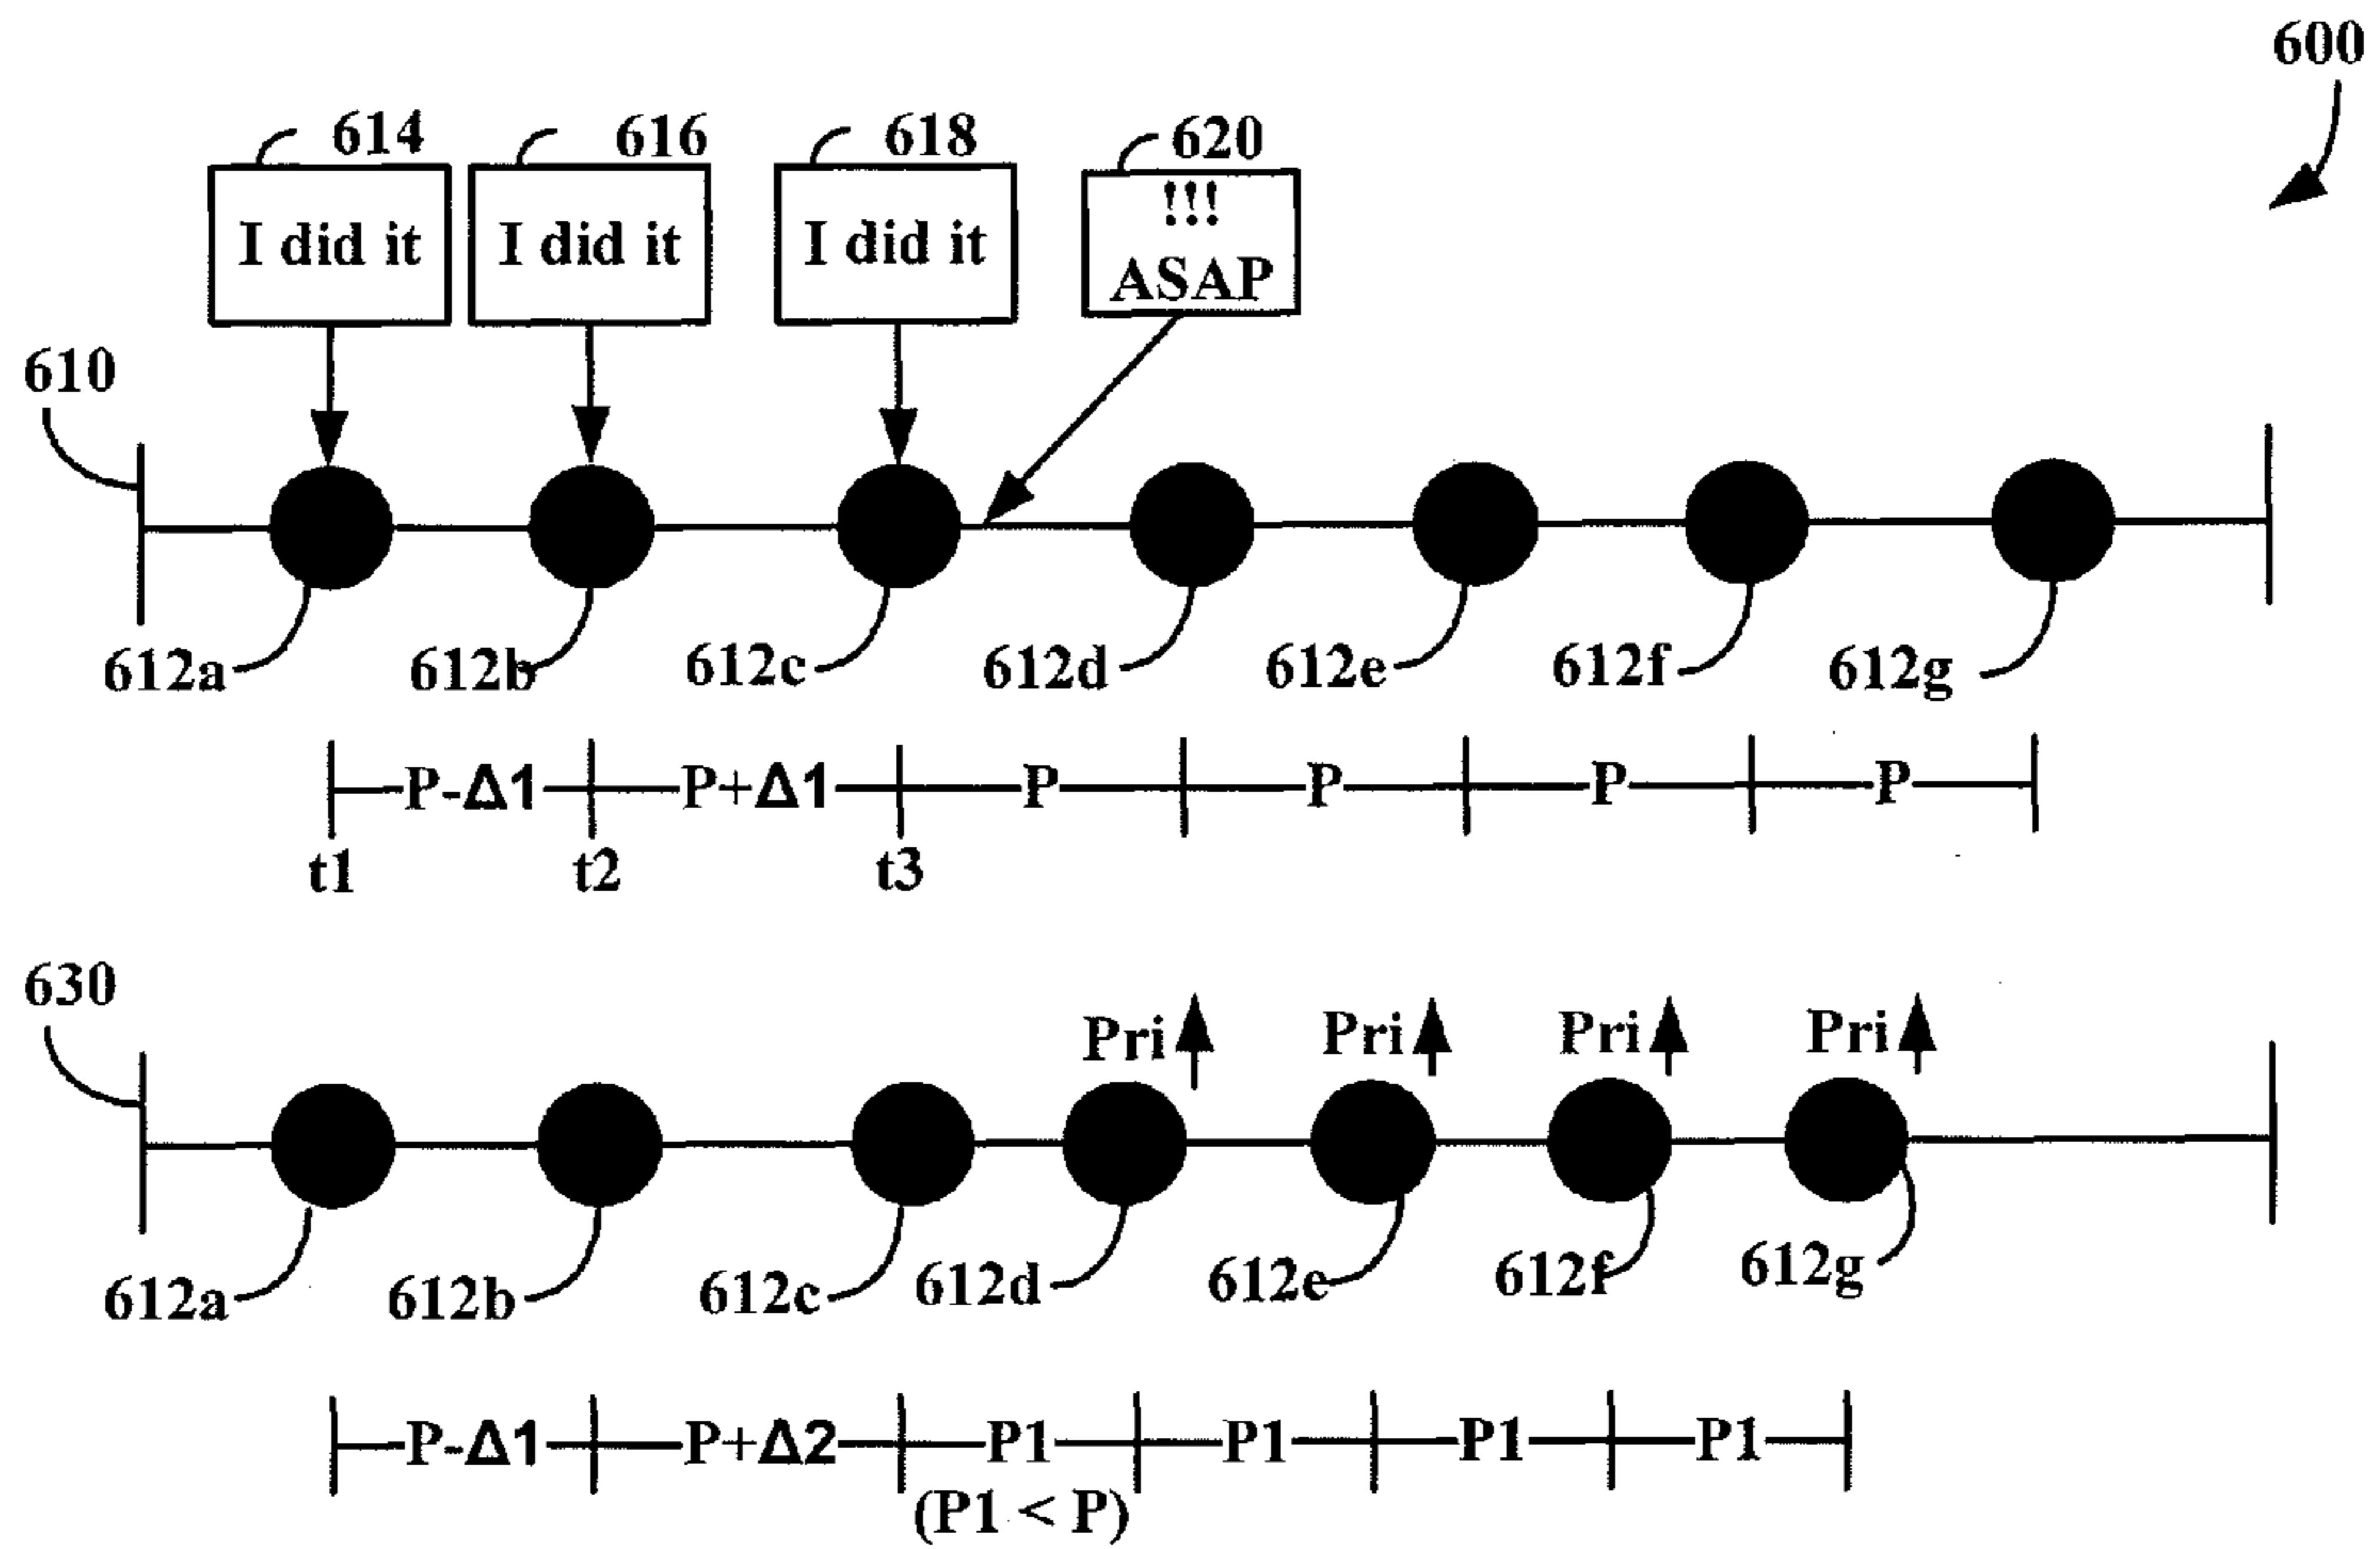 600
614 616 618 620
I did it I did it I did it !!!
ASAP
610
612a 612b 612c 612d 612e 612f 612g
P-Δ1 P+Δ1 P P P P
t1 t2 t3
630
Pri Pri Pri Pri
612a 612b 612c 612d 612e 612f 612g
P-Δ1 P+Δ2 P1 P1 P1 P1
(P1 < P)